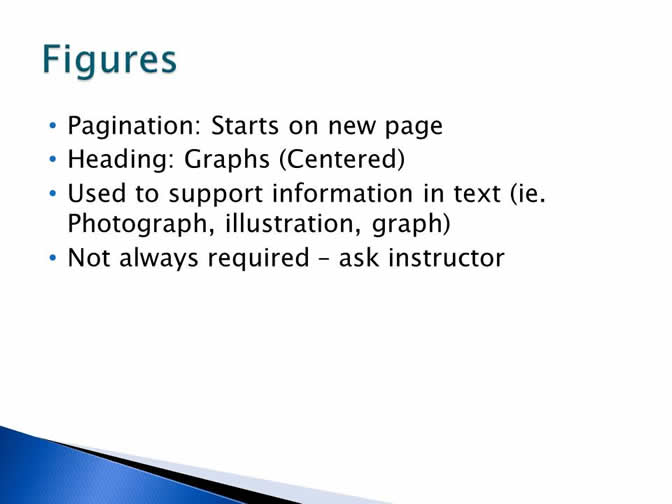 Figures
• Pagination: Starts on new page
• Heading: Graphs (Centered)
• Used to support information in text (ie.
Photograph, illustration, graph)
• Not always required – ask instructor